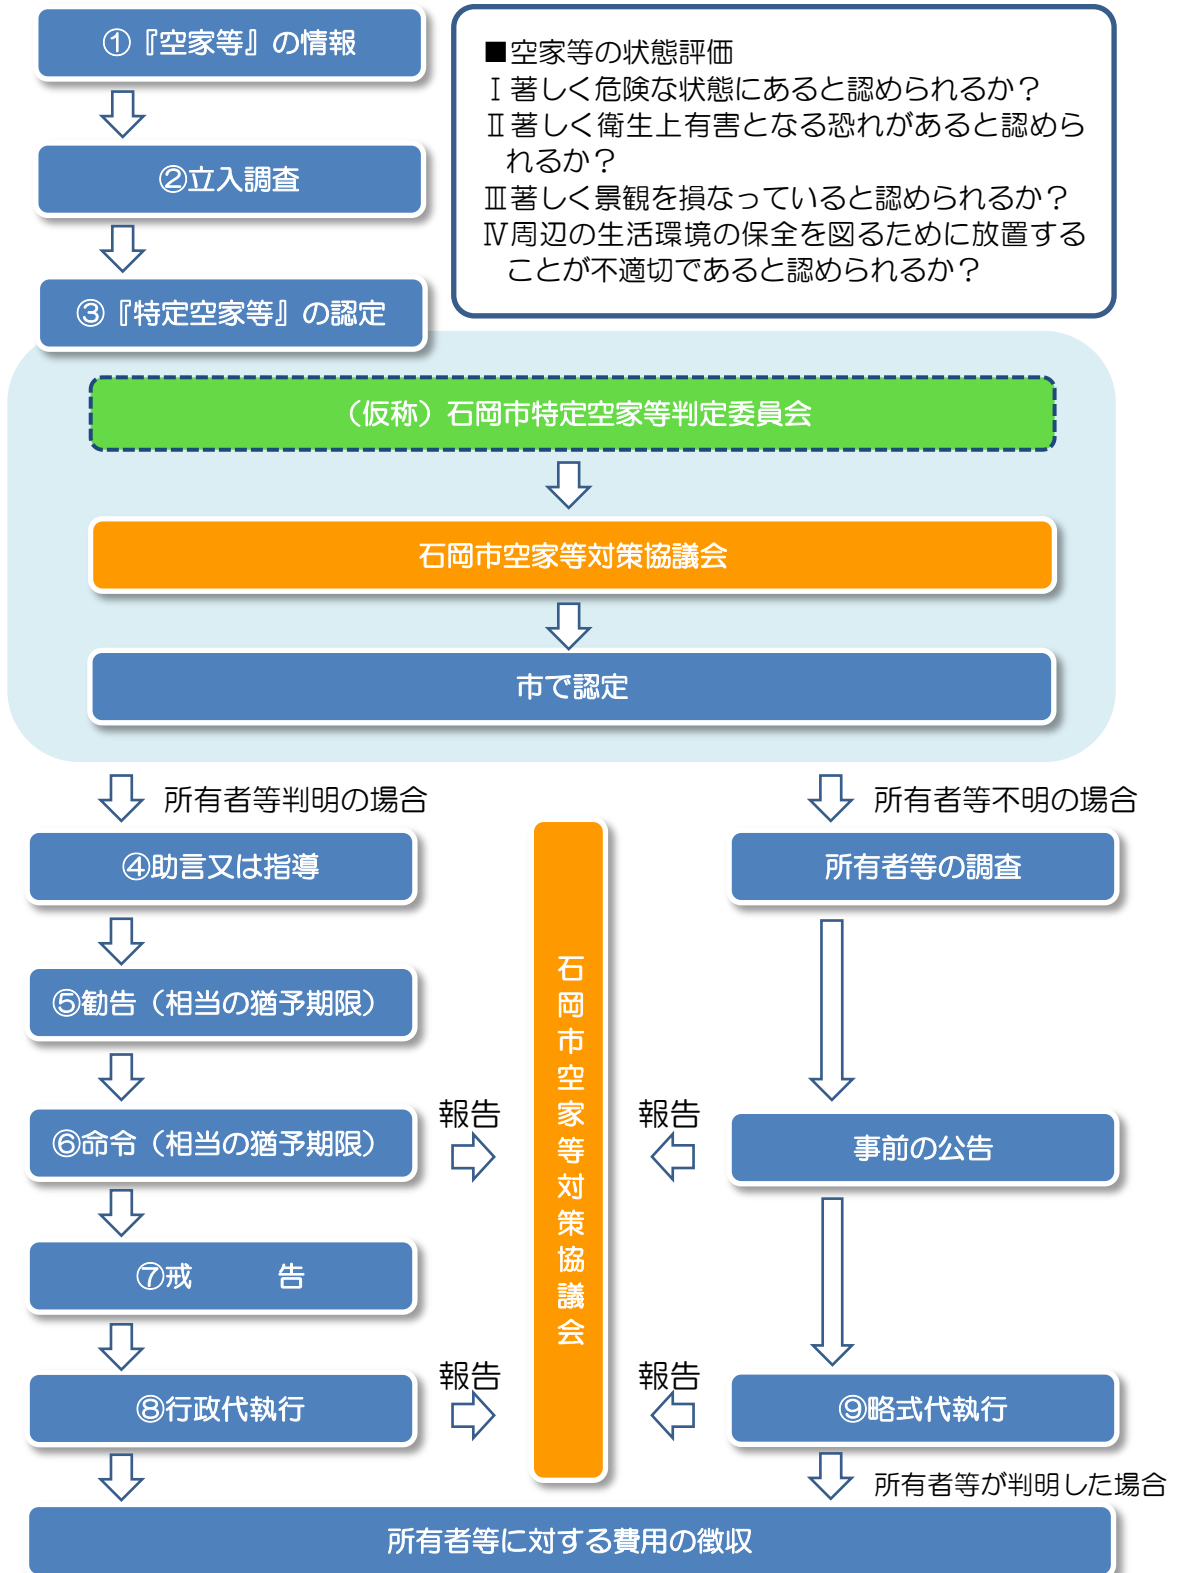 ①『空家等』の情報
■空家等の状態評価
Ⅰ著しく危険な状態にあると認められるか？
Ⅱ著しく衛生上有害となる恐れがあると認めら
れるか？
Ⅲ著しく景観を損なっていると認められるか？
Ⅳ周辺の生活環境の保全を図るために放置する
ことが不適切であると認められるか？
②立入調査
③『特定空家等』の認定
（仮称）石岡市特定空家等判定委員会
石岡市空家等対策協議会
市で認定
所有者等判明の場合
所有者等不明の場合
④助言又は指導
所有者等の調査
⑤勧告（相当の猶予期限）
石岡市空家等対策協議会
⑥命令（相当の猶予期限）
報告
報告
事前の公告
⑦戒　　　告
⑧行政代執行
報告
報告
⑨略式代執行
所有者等が判明した場合
所有者等に対する費用の徴収